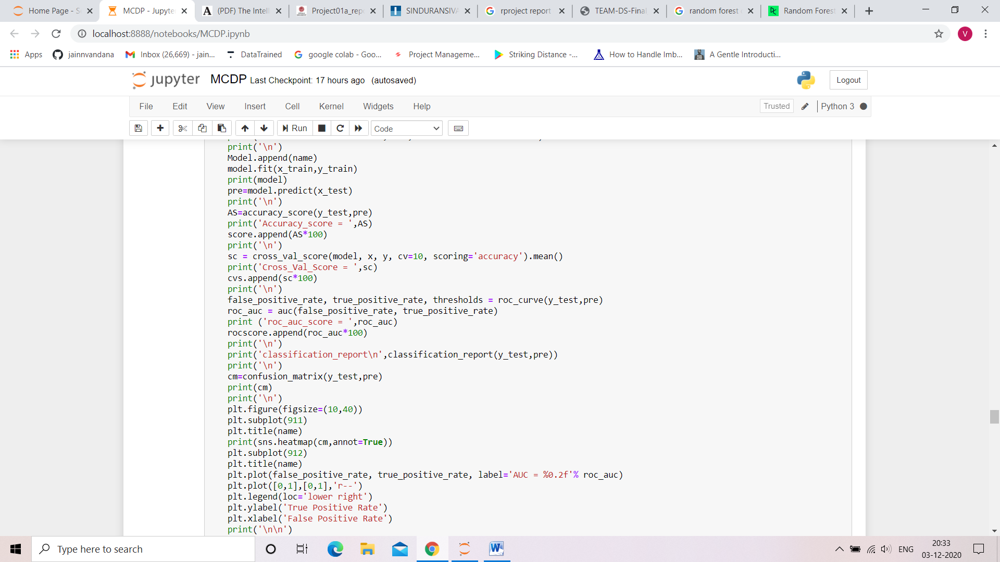 Home Page - S
MCDP - Jupyte
(PDF) The Intell
Project01a_rep
SINDURANSIVA
rproject report
TEAM-DS-Final
random forest
Random Forest
localhost:8888/notebooks/MCDP.ipynb
V
Apps
jainnvandana
Inbox (26,669) - jain...
DataTrained
google colab - Goo...
Project Manageme...
Striking Distance -...
How to Handle Imb...
A Gentle Introducti...
jupyter MCDP Last Checkpoint: 17 hours ago (autosaved)
Logout
File Edit View Insert Cell Kernel Widgets Help
Trusted
Python 3
Run
Code
print('\n')
Model.append(name)
model.fit(x_train,y_train)
print(model)
pre=model.predict(x_test)
print('\n')
AS=accuracy_score(y_test,pre)
print('Accuracy_score = ',AS)
score.append(AS*100)
print('\n')
sc = cross_val_score(model, x, y, cv=10, scoring='accuracy').mean()
print('Cross_Val_Score = ',sc)
cvs.append(sc*100)
print('\n')
false_positive_rate, true_positive_rate, thresholds = roc_curve(y_test,pre)
roc_auc = auc(false_positive_rate, true_positive_rate)
print ('roc_auc_score = ',roc_auc)
rocscore.append(roc_auc*100)
print('\n')
print('classification_report\n',classification_report(y_test,pre))
print('\n')
cm=confusion_matrix(y_test,pre)
print(cm)
print('\n')
plt.figure(figsize=(10,40))
plt.subplot(911)
plt.title(name)
print(sns.heatmap(cm,annot=True))
plt.subplot(912)
plt.title(name)
plt.plot(false_positive_rate, true_positive_rate, label='AUC = %0.2f'% roc_auc)
plt.plot([0,1],[0,1],'r--')
plt.legend(loc='lower right')
plt.ylabel('True Positive Rate')
plt.xlabel('False Positive Rate')
print('\n\n')
Type here to search
ENG
20:33
03-12-2020